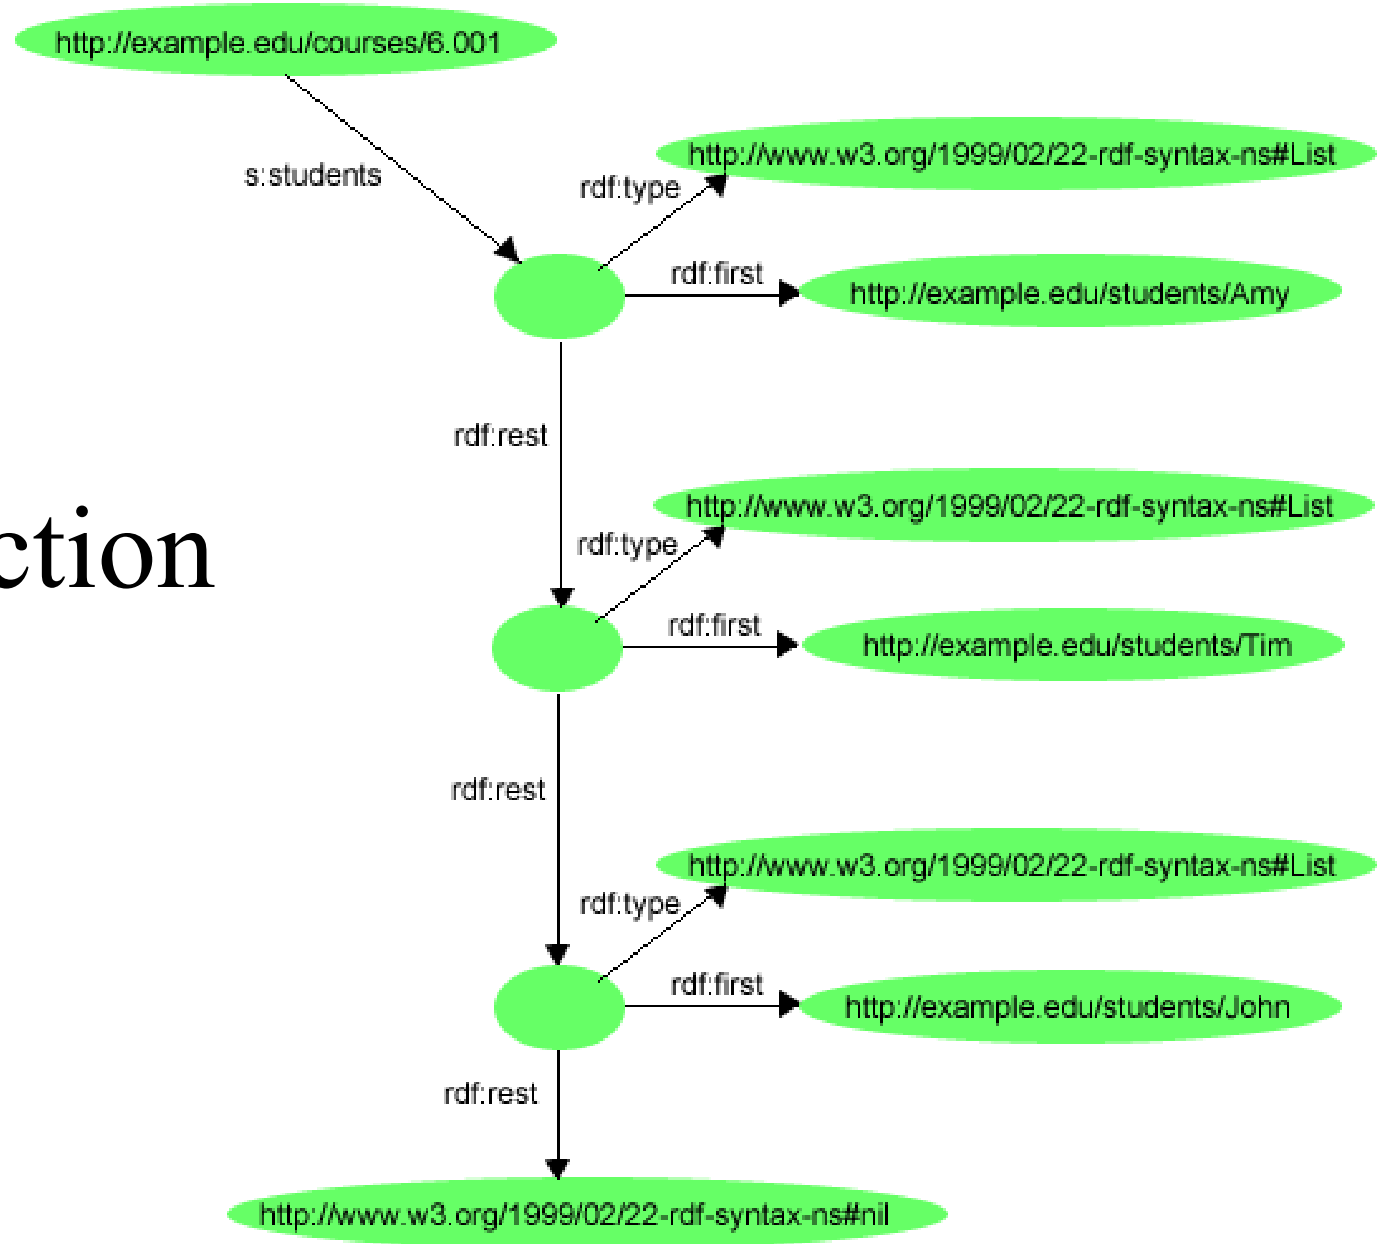 http://example.edu/courses/6.001
http://www.w3.org/1999/02/22-rdf-syntax-ns#List
s:students
rdf:type
rdf:first
http://example.edu/students/Amy
rdf:rest
http://www.w3.org/1999/02/22-rdf-syntax-ns#List
ction
rdf:type
rdf:first
http://example.edu/students/Tim
rdf:rest
http://www.w3.org/1999/02/22-rdf-syntax-ns#List
rdf:type
rdf:first
http://example.edu/students/John
rdf:rest
http://www.w3.org/1999/02/22-rdf-syntax-ns#nil